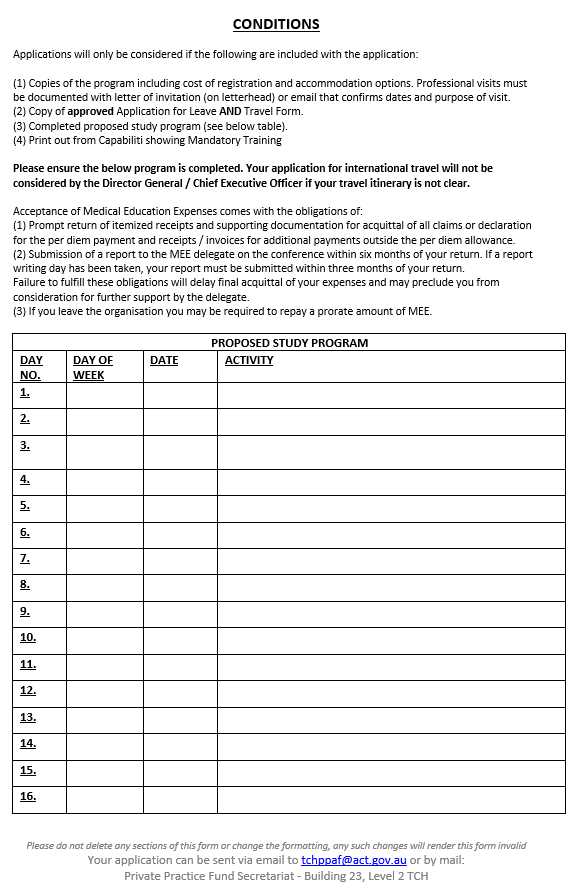 CONDITIONS
Applications will only be considered if the following are included with the application:
(1) Copies of the program including cost of registration and accommodation options. Professional visits must
be documented with letter of invitation (on letterhead) or email that confirms dates and purpose of visit.
(2) Copy of approved Application for Leave AND Travel Form.
(3) Completed proposed study program (see below table).
(4) Print out from Capabiliti showing Mandatory Training
Please ensure the below program is completed. Your application for international travel will not be
considered by the Director General / Chief Executive Officer if your travel itinerary is not clear.
Acceptance of Medical Education Expenses comes with the obligations of:
(1) Prompt return of itemized receipts and supporting documentation for acquittal of all claims or declaration
for the per diem payment and receipts / invoices for additional payments outside the per diem allowance.
(2) Submission of a report to the MEE delegate on the conference within six months of your return. If a report
writing day has been taken, your report must be submitted within three months of your return.
Failure to fulfill these obligations will delay final acquittal of your expenses and may preclude you from
consideration for further support by the delegate.
(3) If you leave the organisation you may be required to repay a prorate amount of MEE.
PROPOSED STUDY PROGRAM
DAY NO. DAY OF WEEK DATE ACTIVITY
1.
2.
3.
4.
5.
6.
7.
8.
9.
10.
11.
12.
13.
14.
15.
16.
Please do not delete any sections of this form or change the formatting, any such changes will render this form invalid
Your application can be sent via email to tchppaf@act.gov.au or by mail:
Private Practice Fund Secretariat - Building 23, Level 2 TCH